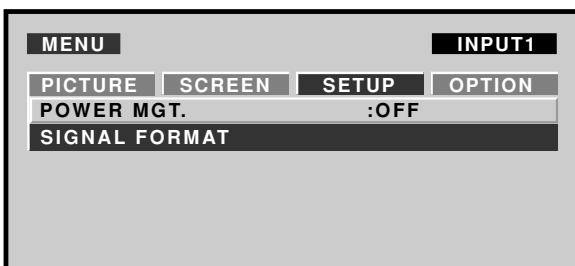 MENU INPUT1
PICTURE SCREEN SETUP OPTION
POWER MGT. :OFF
SIGNAL FORMAT